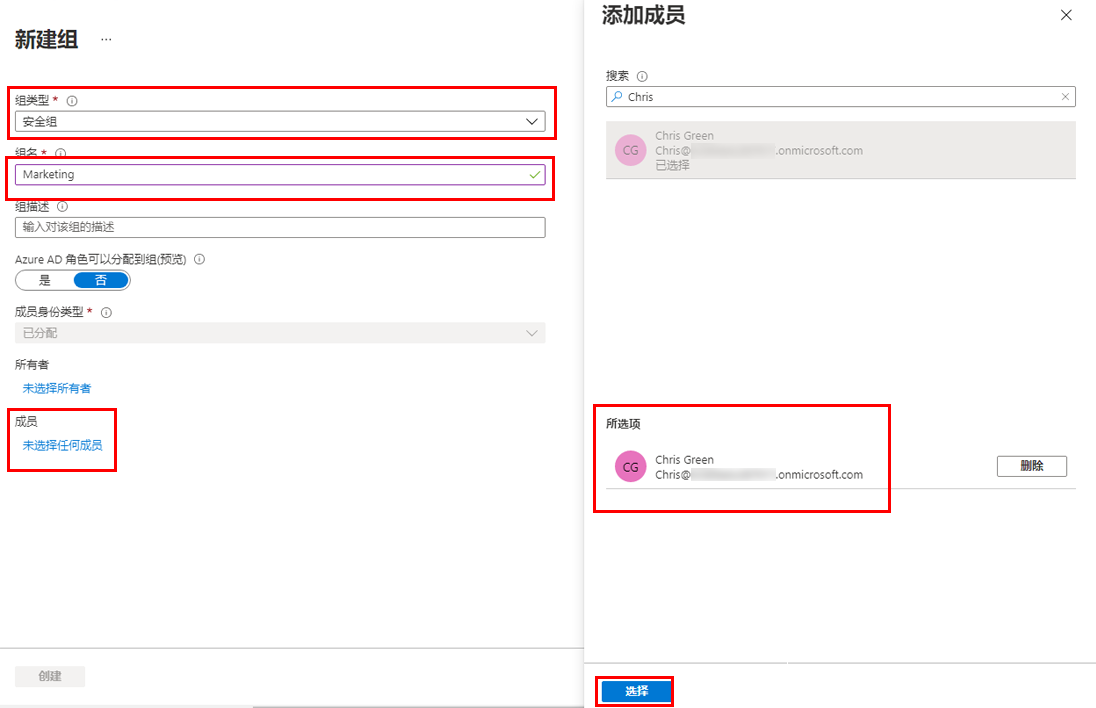 新建组 ...
组类型 *
安全组
组名 *
Marketing
组描述
输入对该组的描述
Azure AD 角色可以分配到组(预览)
是 否
成员身份类型 *
已分配
所有者
未选择所有者
成员
未选择任何成员
创建
添加成员
搜索
Chris
CG
Chris Green
Chris@ .onmicrosoft.com
已选择
所选项
CG
Chris Green
Chris@ .onmicrosoft.com
删除
选择